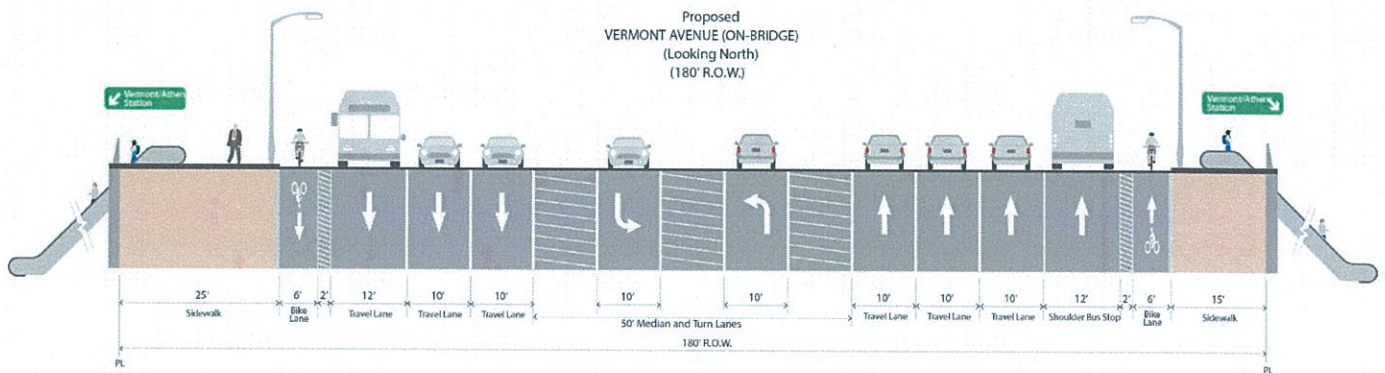 Proposed
VERMONT AVENUE (ON-BRIDGE)
(Looking North)
(180' R.O.W.)
Vermont/Athens
Station
Vermont/Athens
Station
25'
Sidewalk
6'
Bike
Lane
2'
12'
Travel Lane
10'
Travel Lane
10'
Travel Lane
10'
10'
50' Median and Turn Lanes
10'
Travel Lane
10'
Travel Lane
10'
Travel Lane
12'
Shoulder Bus Stop
2'
6'
Bike
Lane
15'
Sidewalk
180' R.O.W.
PL
PL